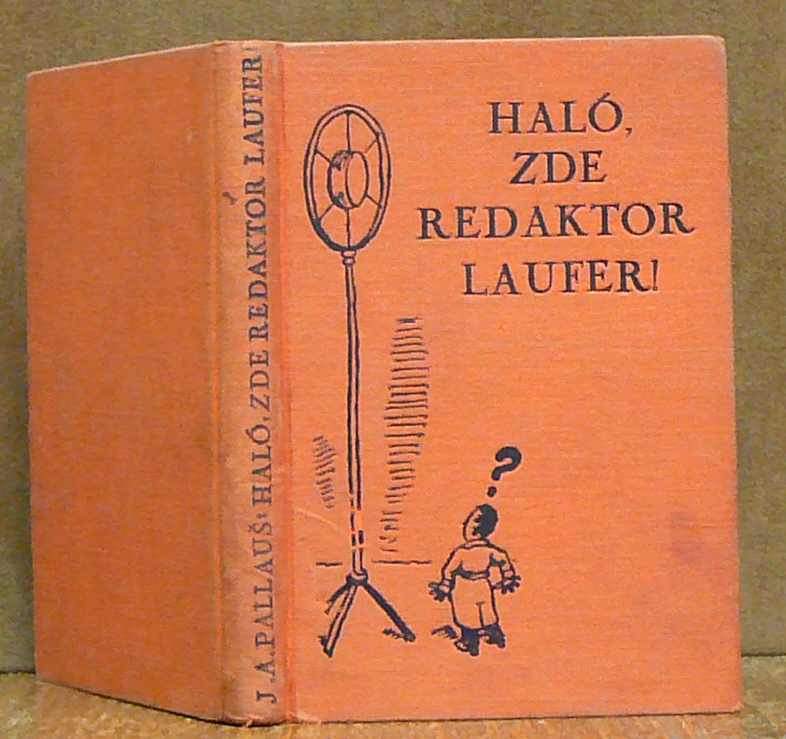 J.A.PALLAUŠ: HALÓ, ZDE REDAKTOR LAUFER!
HALÓ,
ZDE
REDAKTOR
LAUFER!
?